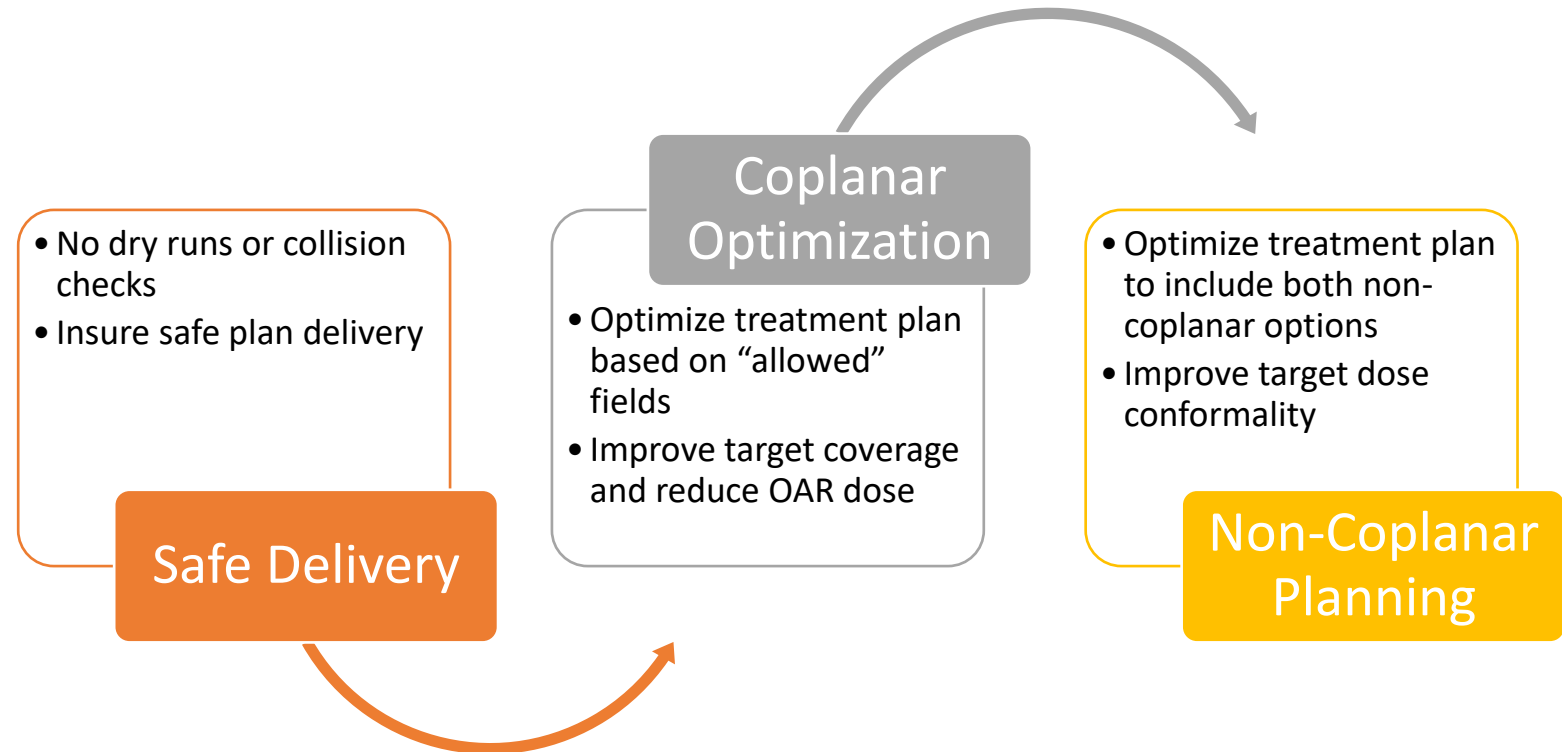 • No dry runs or collision
checks
• Insure safe plan delivery
Safe Delivery
Coplanar
Optimization
• Optimize treatment plan
based on “allowed”
fields
• Improve target coverage
and reduce OAR dose
• Optimize treatment plan
to include both non-
coplanar options
• Improve target dose
conformality
Non-Coplanar
Planning